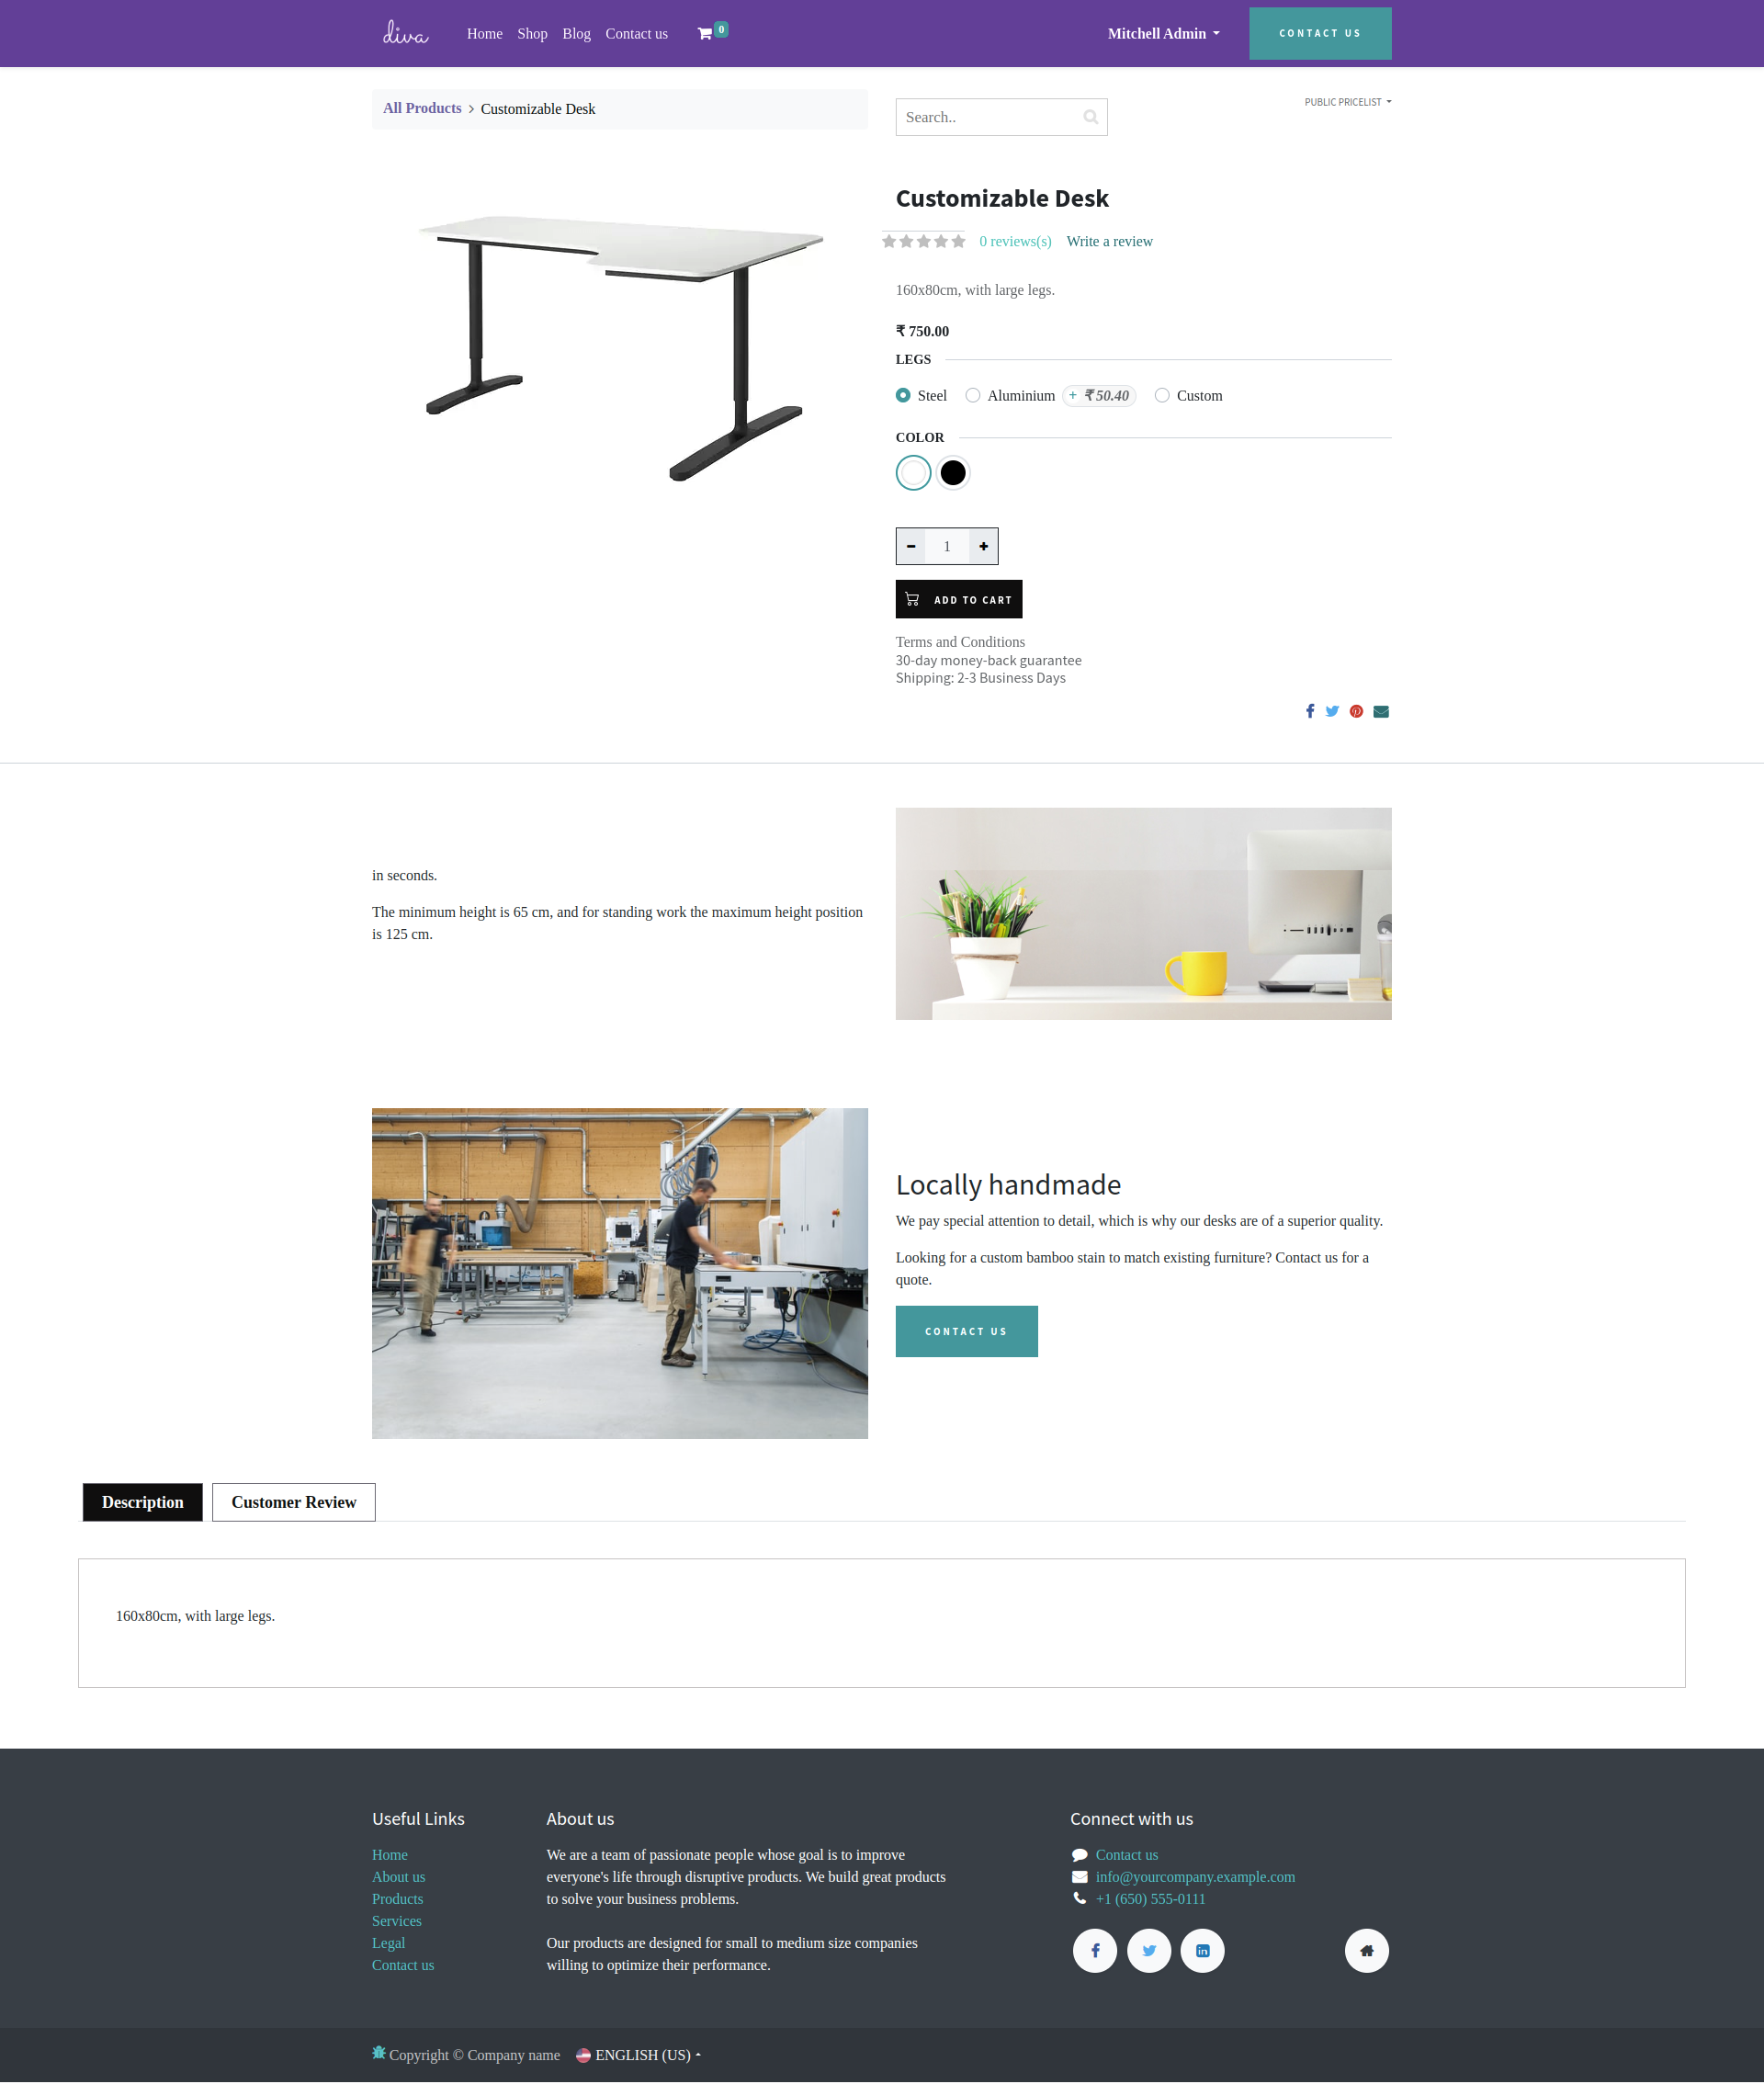 diva
Home Shop Blog Contact us 0 Mitchell Admin CONTACT US
All Products > Customizable Desk
Search..
PUBLIC PRICELIST
Customizable Desk
0 reviews(s) Write a review
160x80cm, with large legs.
₹ 750.00
LEGS
Steel Aluminium + ₹ 50.40 Custom
COLOR
1
ADD TO CART
Terms and Conditions
30-day money-back guarantee
Shipping: 2-3 Business Days
in seconds.
The minimum height is 65 cm, and for standing work the maximum height position
is 125 cm.
Locally handmade
We pay special attention to detail, which is why our desks are of a superior quality.
Looking for a custom bamboo stain to match existing furniture? Contact us for a
quote.
CONTACT US
Description Customer Review
160x80cm, with large legs.
Useful Links
Home
About us
Products
Services
Legal
Contact us
About us
We are a team of passionate people whose goal is to improve
everyone's life through disruptive products. We build great products
to solve your business problems.
Our products are designed for small to medium size companies
willing to optimize their performance.
Connect with us
Contact us
info@yourcompany.example.com
+1 (650) 555-0111
Copyright © Company name ENGLISH (US)